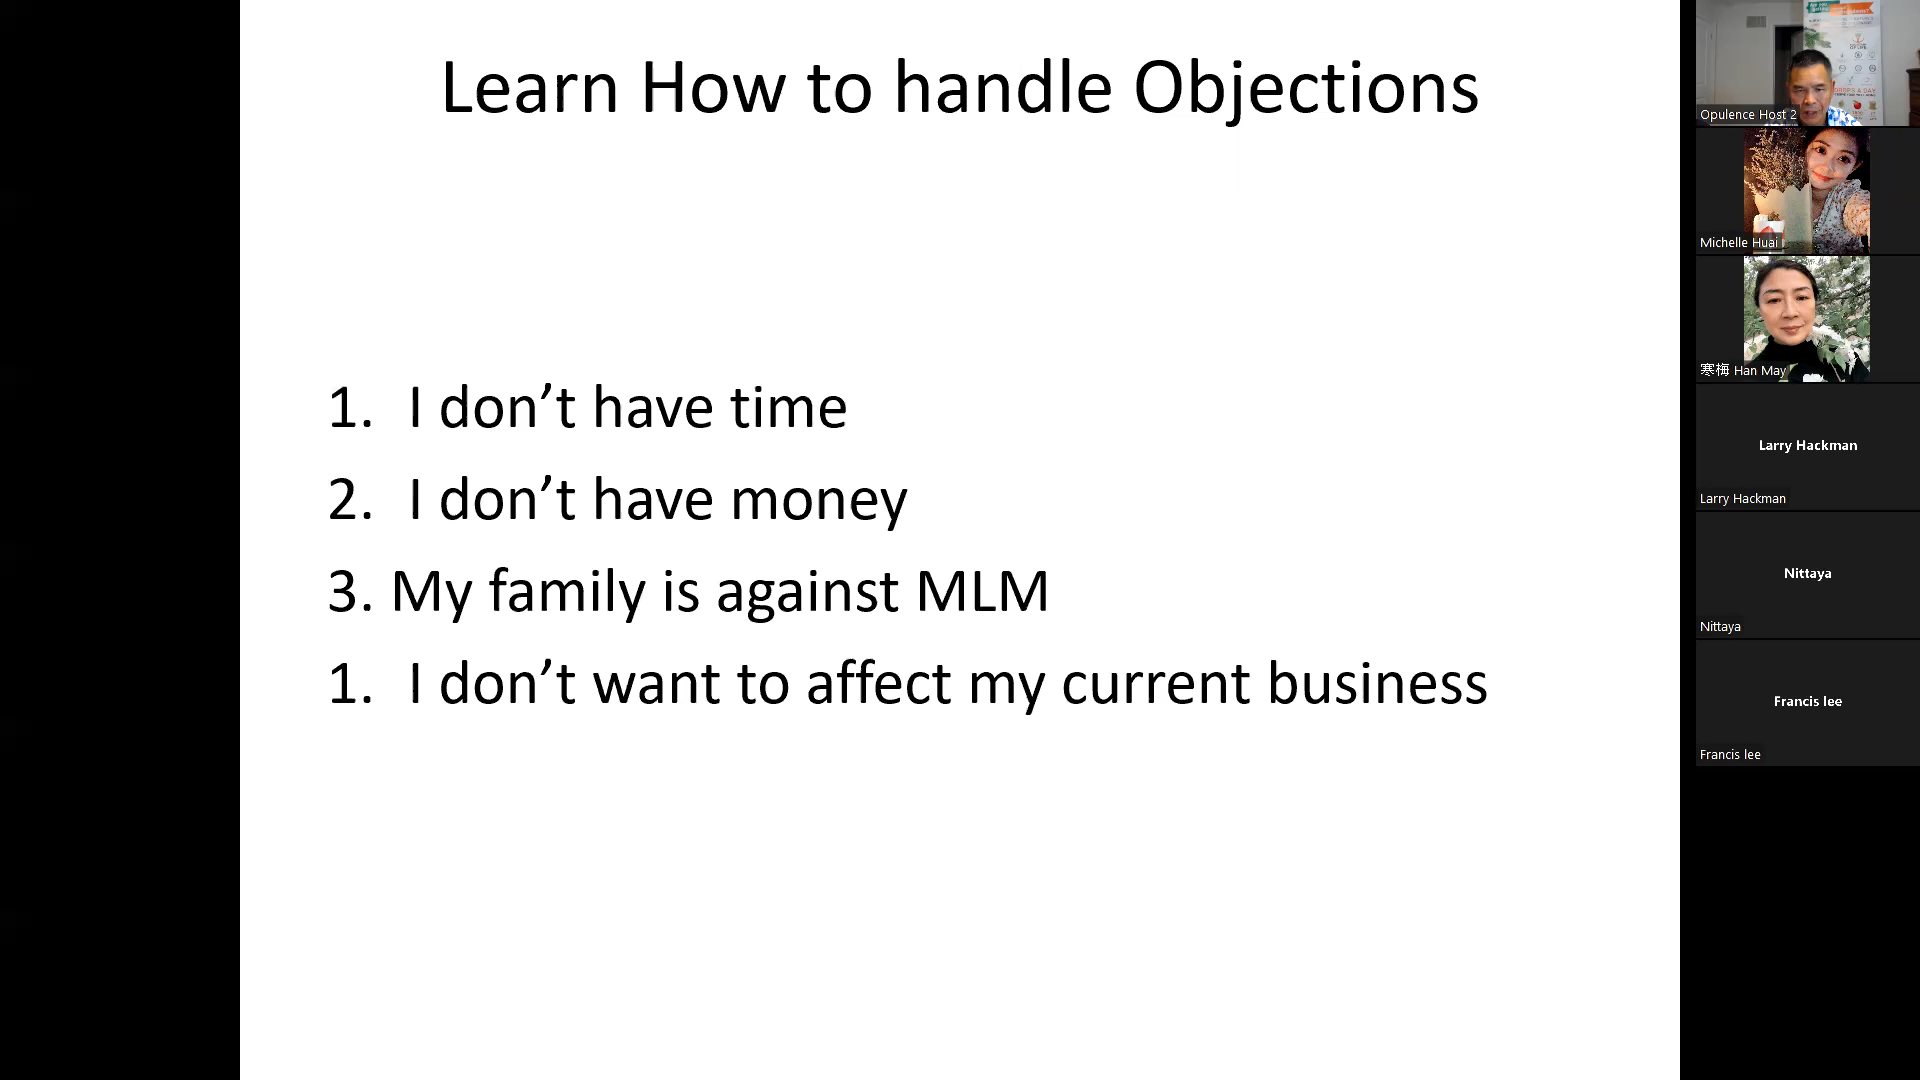 Learn How to handle Objections
1. I don’t have time
2. I don’t have money
3. My family is against MLM
1. I don’t want to affect my current business
Opulence Host 2
Michelle Huai
寒梅 Han May
Larry Hackman
Larry Hackman
Nittaya
Nittaya
Francis lee
Francis lee